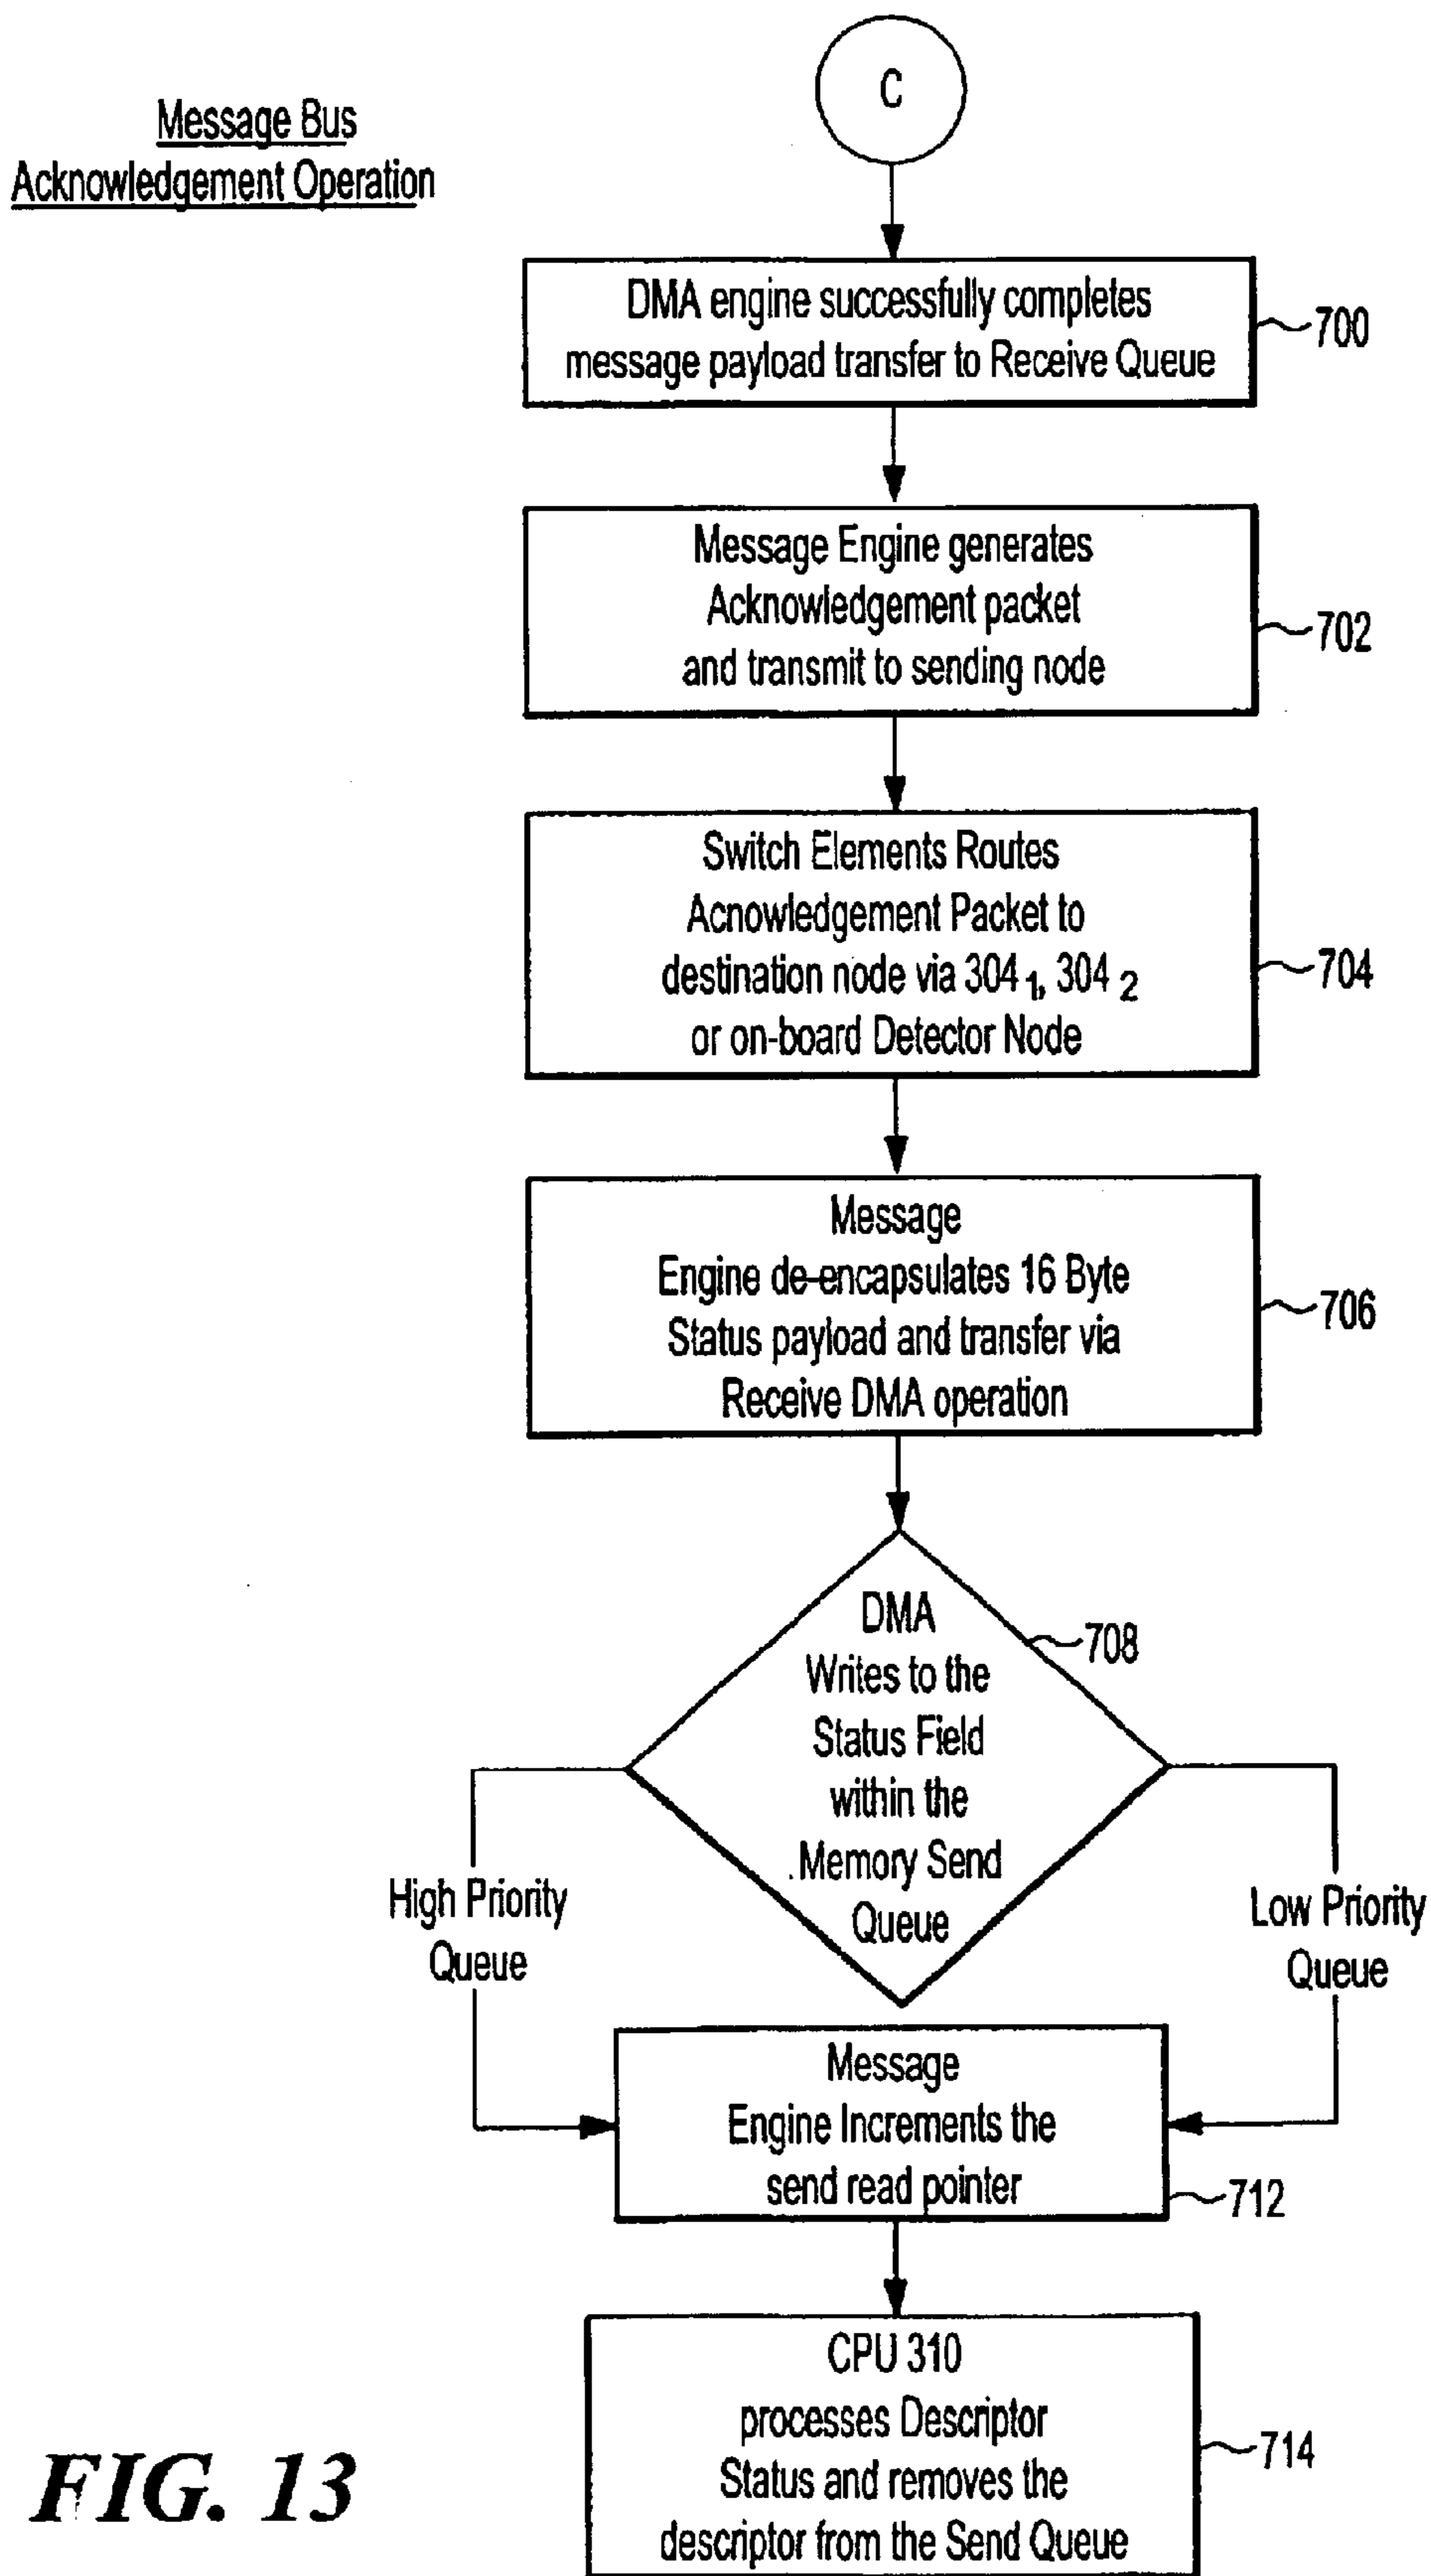 Message Bus
Acknowledgement Operation
C
DMA engine successfully completes
message payload transfer to Receive Queue
700
Message Engine generates
Acknowledgement packet
and transmit to sending node
702
Switch Elements Routes
Acnowledgement Packet to
destination node via 304 1, 304 2
or on-board Detector Node
704
Message
Engine de-encapsulates 16 Byte
Status payload and transfer via
Receive DMA operation
706
DMA
Writes to the
Status Field
within the
Memory Send
Queue
708
High Priority
Queue
Low Priority
Queue
Message
Engine Increments the
send read pointer
712
CPU 310
processes Descriptor
Status and removes the
descriptor from the Send Queue
714
FIG. 13